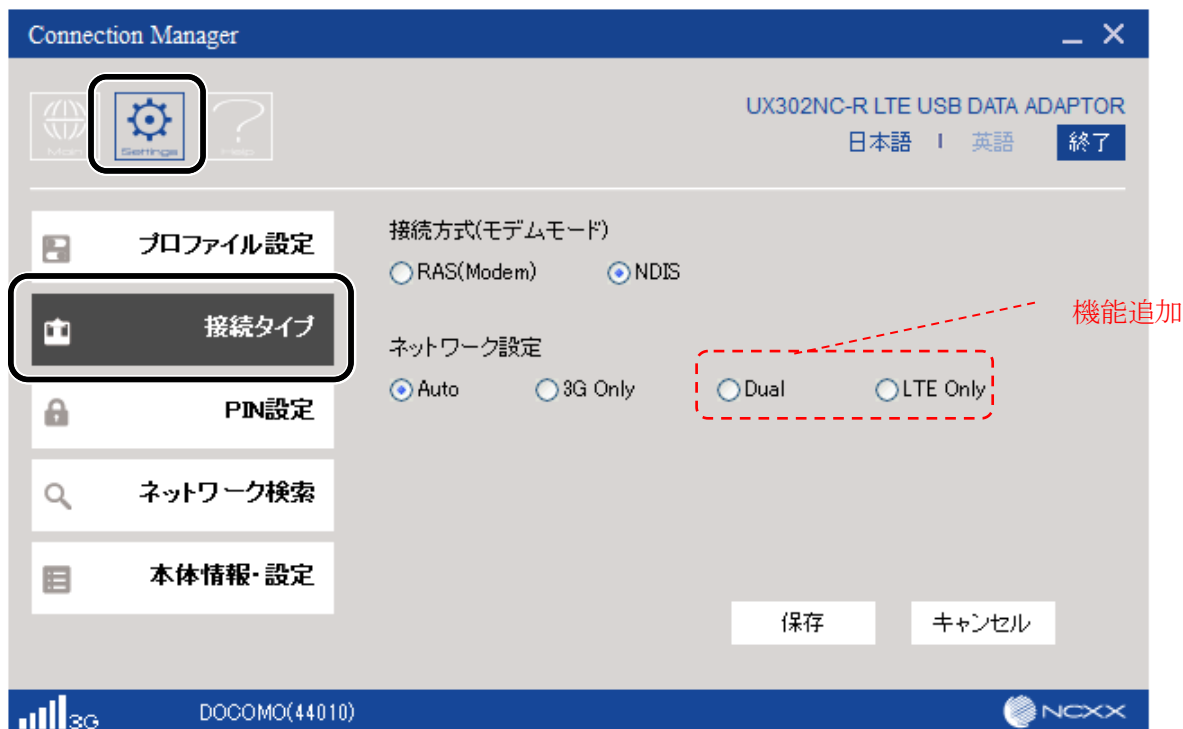 Connection Manager
Main
Settings
Help
UX302NC-R LTE USB DATA ADAPTOR
日本語 | 英語 終了
プロファイル設定
接続タイプ
PIN設定
ネットワーク検索
本体情報・設定
接続方式(モデムモード)
RAS(Modem) NDIS
機能追加
ネットワーク設定
Auto 3G Only Dual LTE Only
保存 キャンセル
3G DOCOMO(44010) NCXX